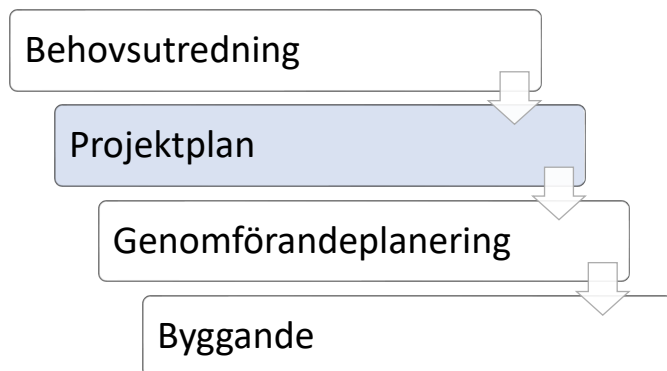 Behovsutredning
Projektplan
Genomförandeplanering
Byggande